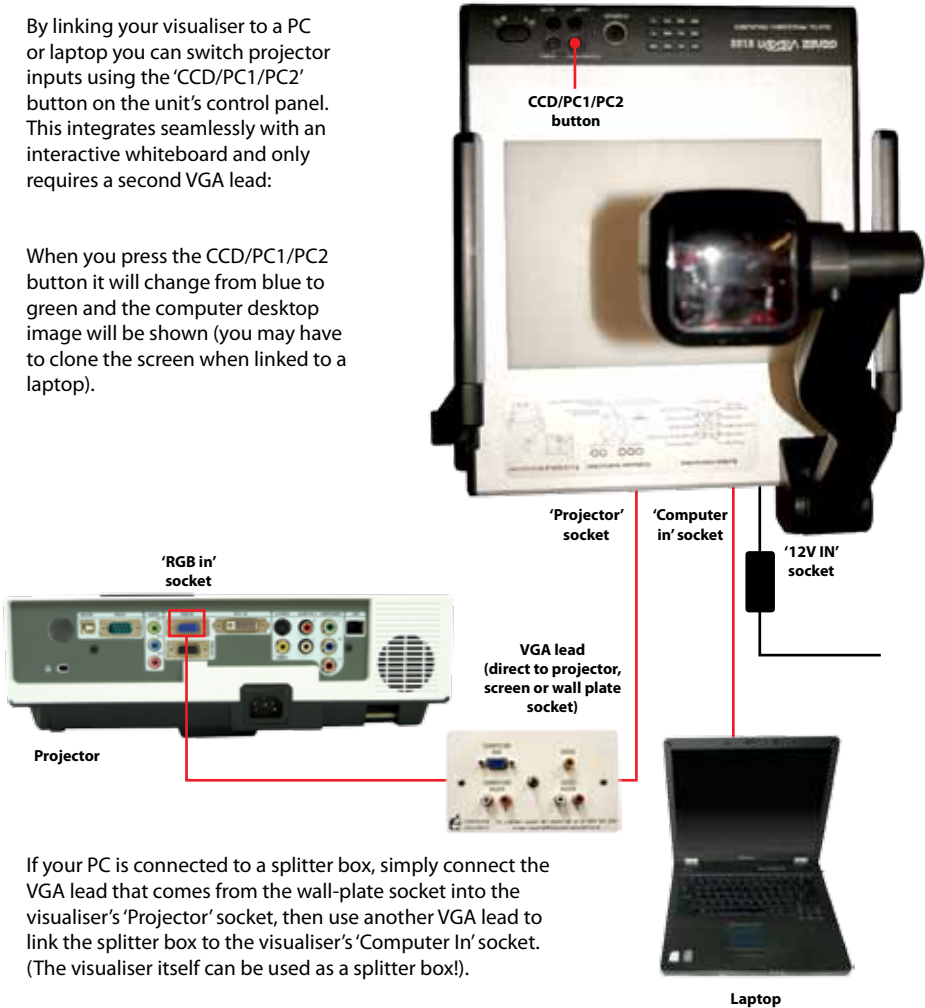 By linking your visualiser to a PC
or laptop you can switch projector
inputs using the ‘CCD/PC1/PC2’
button on the unit’s control panel.
This integrates seamlessly with an
interactive whiteboard and only
requires a second VGA lead:
When you press the CCD/PC1/PC2
button it will change from blue to
green and the computer desktop
image will be shown (you may have
to clone the screen when linked to a
laptop).
CCD/PC1/PC2
button
‘Projector’
socket
‘Computer
in’ socket
‘12V IN’
socket
‘RGB in’
socket
VGA lead
(direct to projector,
screen or wall plate
socket)
Projector
If your PC is connected to a splitter box, simply connect the
VGA lead that comes from the wall-plate socket into the
visualiser’s ‘Projector’ socket, then use another VGA lead to
link the splitter box to the visualiser’s ‘Computer In’ socket.
(The visualiser itself can be used as a splitter box!).
Laptop